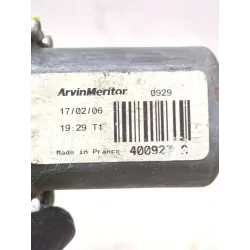 ArvinMeritor. 0929
17/02/06
19:29 T1
Made in France